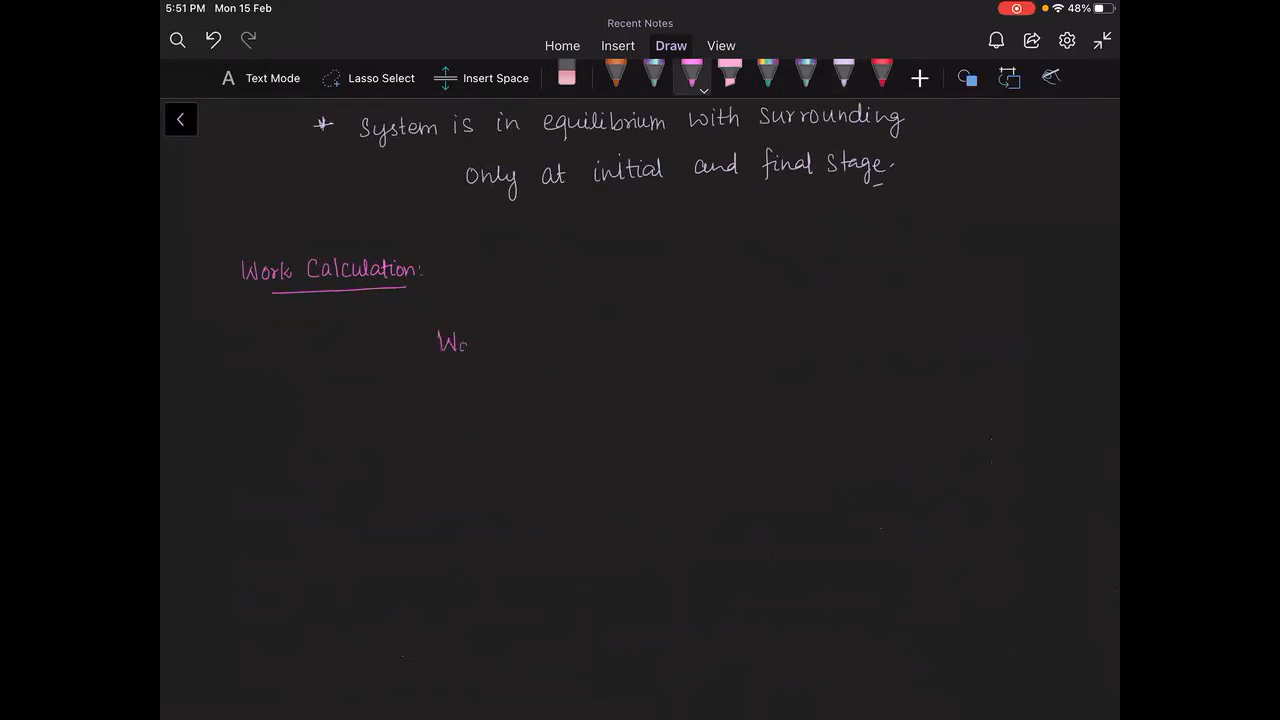 5:51 PM Mon 15 Feb
48%
Recent Notes
Home Insert Draw View
Text Mode Lasso Select Insert Space
* System is in equilibrium with surrounding
only at initial and final stage.
Work Calculation:
Wo